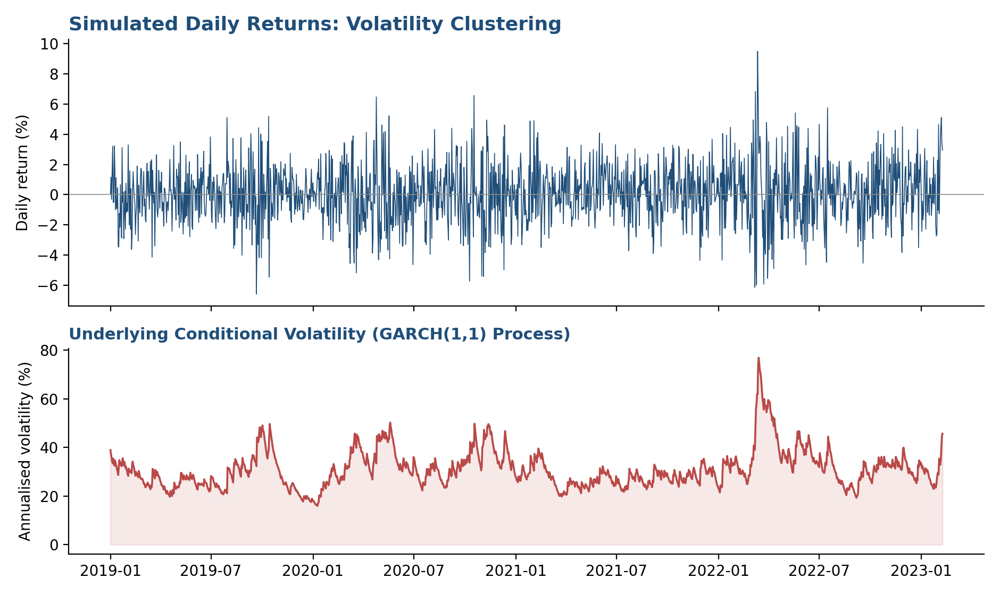 Simulated Daily Returns: Volatility Clustering
Daily return (%)
10
8
6
4
2
0
−2
−4
−6
Underlying Conditional Volatility (GARCH(1,1) Process)
Annualised volatility (%)
80
60
40
20
0
2019-01 2019-07 2020-01 2020-07 2021-01 2021-07 2022-01 2022-07 2023-01